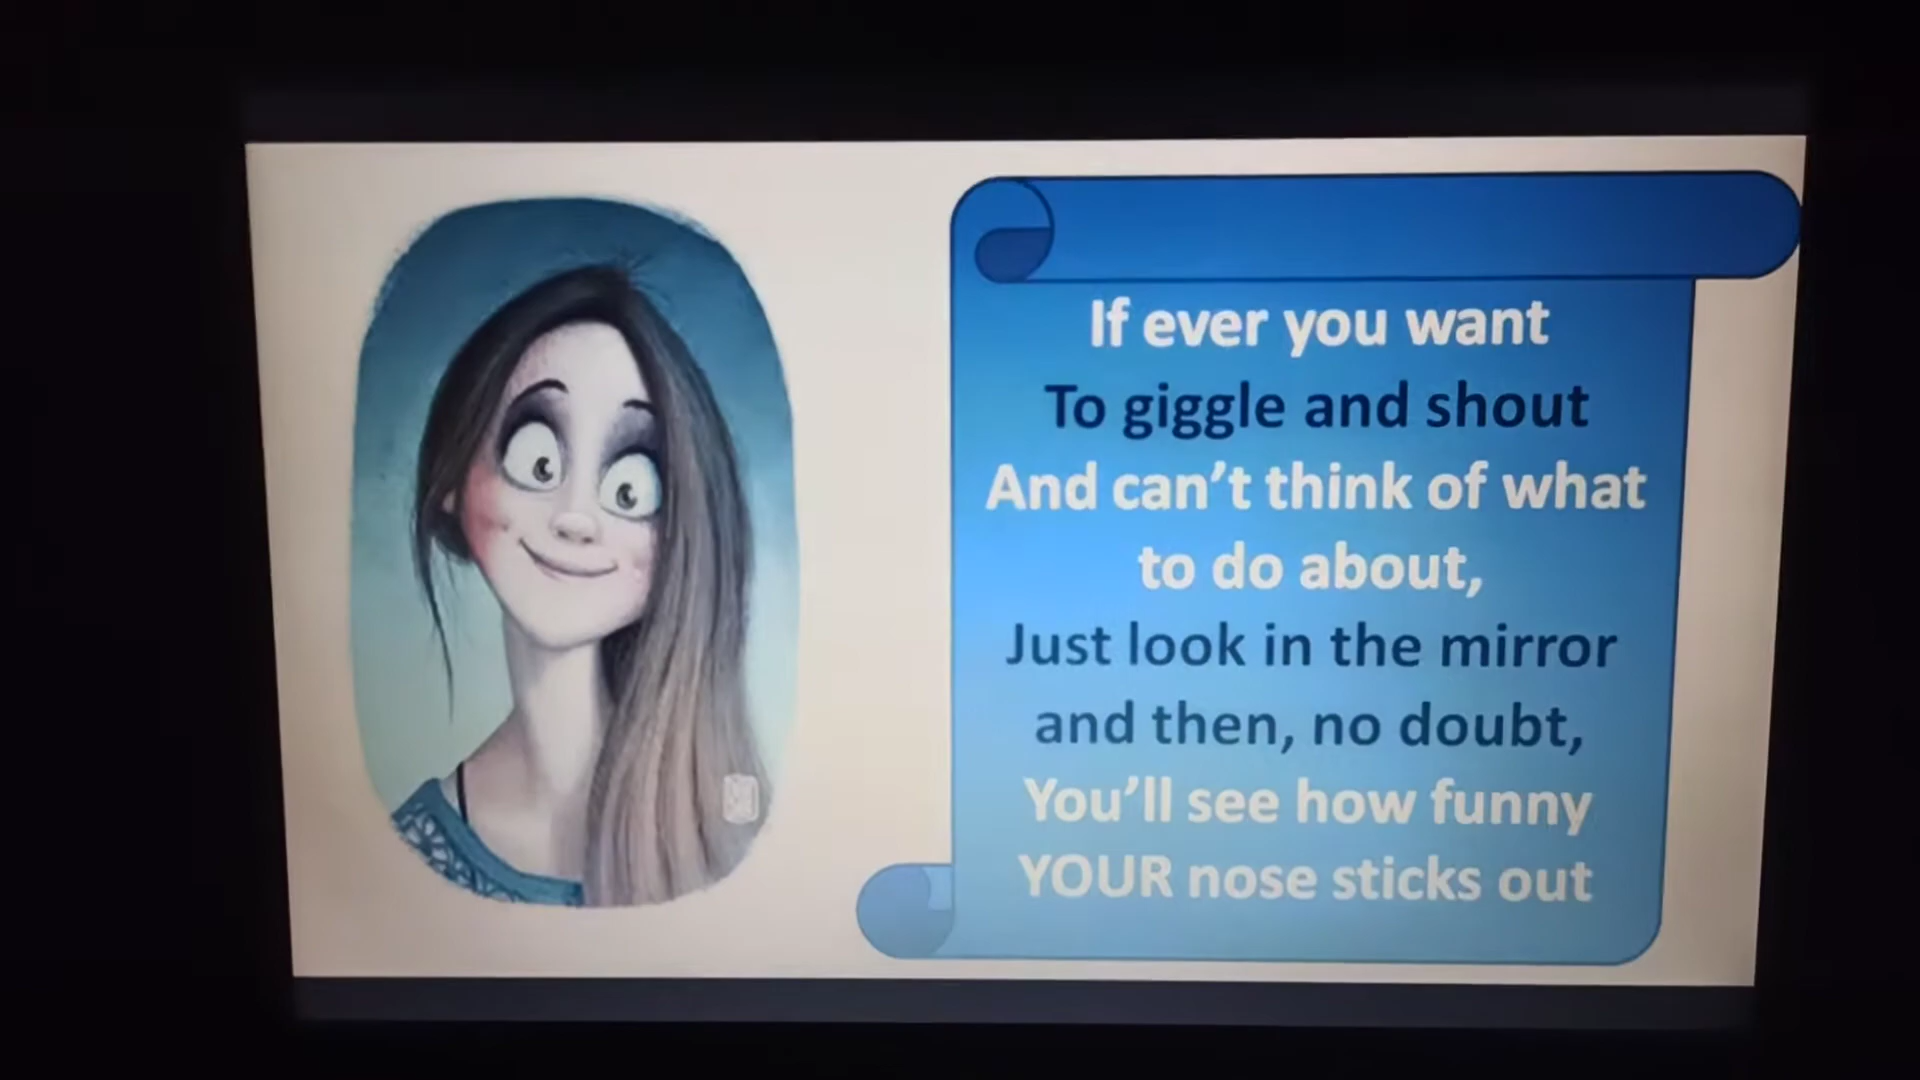 If ever you want
To giggle and shout
And can't think of what
to do about,
Just look in the mirror
and then, no doubt,
You'll see how funny
YOUR nose sticks out